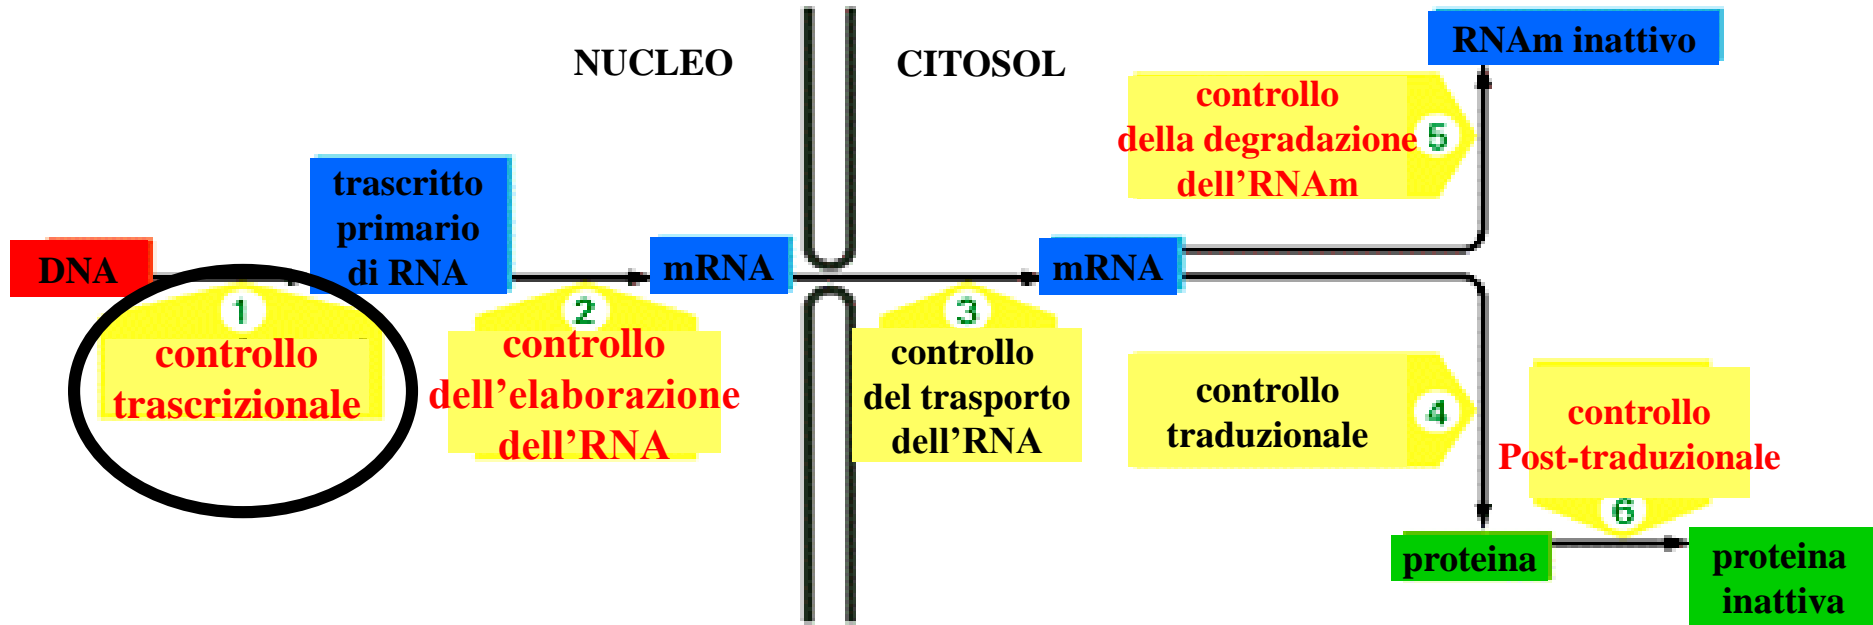 NUCLEO
CITOSOL
DNA
trascritto
primario
di RNA
mRNA
mRNA
RNAm inattivo
1
controllo
trascrizionale
2
controllo
dell’elaborazione
dell’RNA
3
controllo
del trasporto
dell’RNA
controllo
della degradazione
dell’RNAm
5
controllo
traduzionale
4
controllo
Post-traduzionale
6
proteina
proteina
inattiva